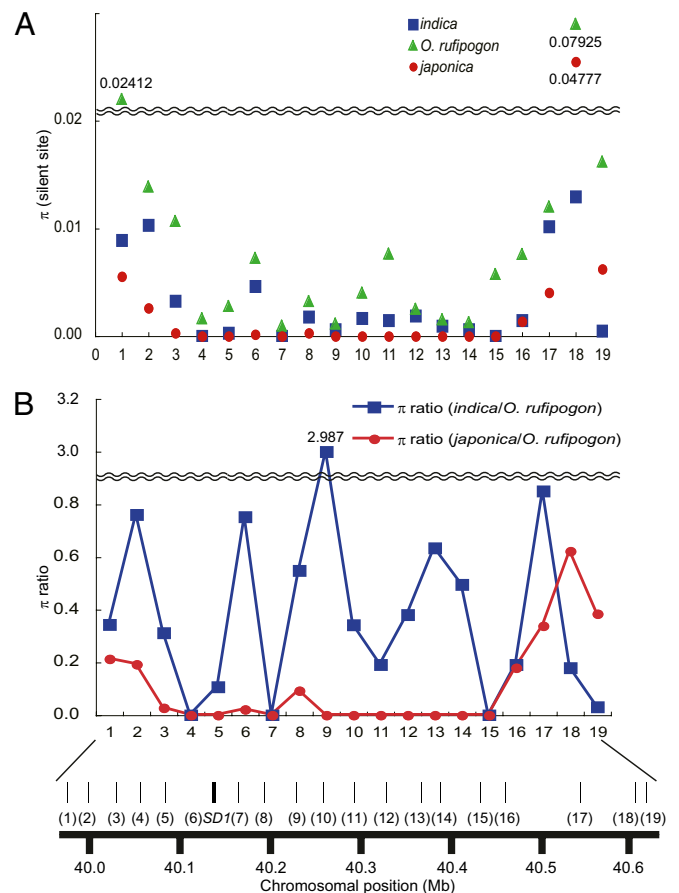 A
indica
O. rufipogon
japonica
0.07925
0.04777
0.02412
0.02
0.01
0.00
π (silent site)
0 1 2 3 4 5 6 7 8 9 10 11 12 13 14 15 16 17 18 19
B
3.2
3.0
0.8
0.6
0.4
0.2
0.0
π ratio
π ratio (indica/O. rufipogon)
2.987
π ratio (japonica/O. rufipogon)
1 2 3 4 5 6 7 8 9 10 11 12 13 14 15 16 17 18 19
(1) (2) (3) (4) (5) (6) SD1 (7) (8) (9) (10) (11) (12) (13) (14) (15) (16) (17) (18) (19)
40.0 40.1 40.2 40.3 40.4 40.5 40.6
Chromosomal position (Mb)